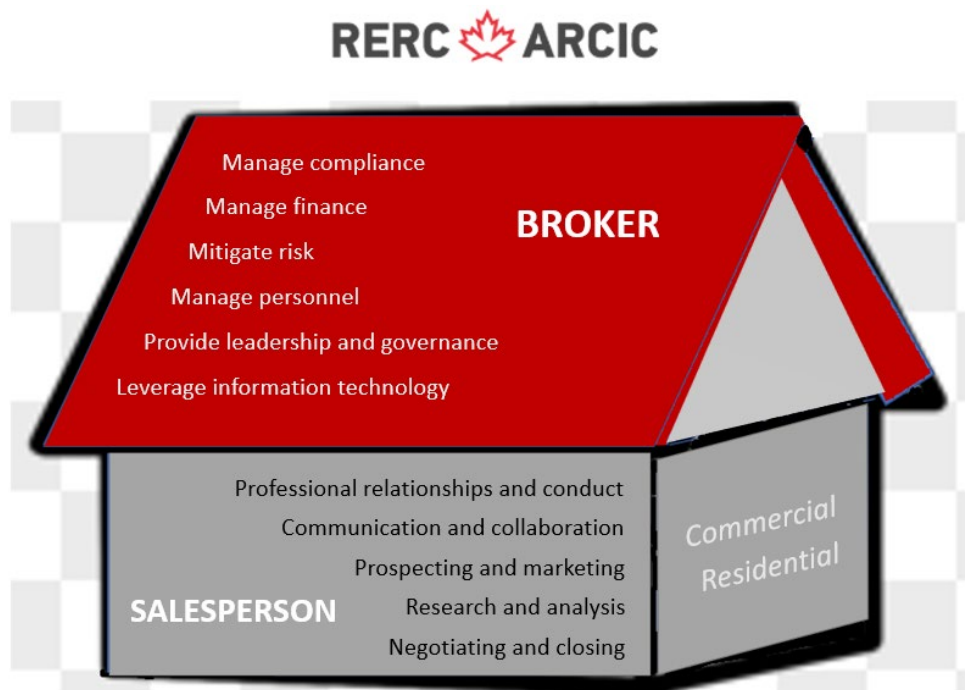 RERC ARCIC
Manage compliance
Manage finance
Mitigate risk
Manage personnel
Provide leadership and governance
Leverage information technology
BROKER
Professional relationships and conduct
Communication and collaboration
Prospecting and marketing
Research and analysis
Negotiating and closing
SALESPERSON
Commercial
Residential